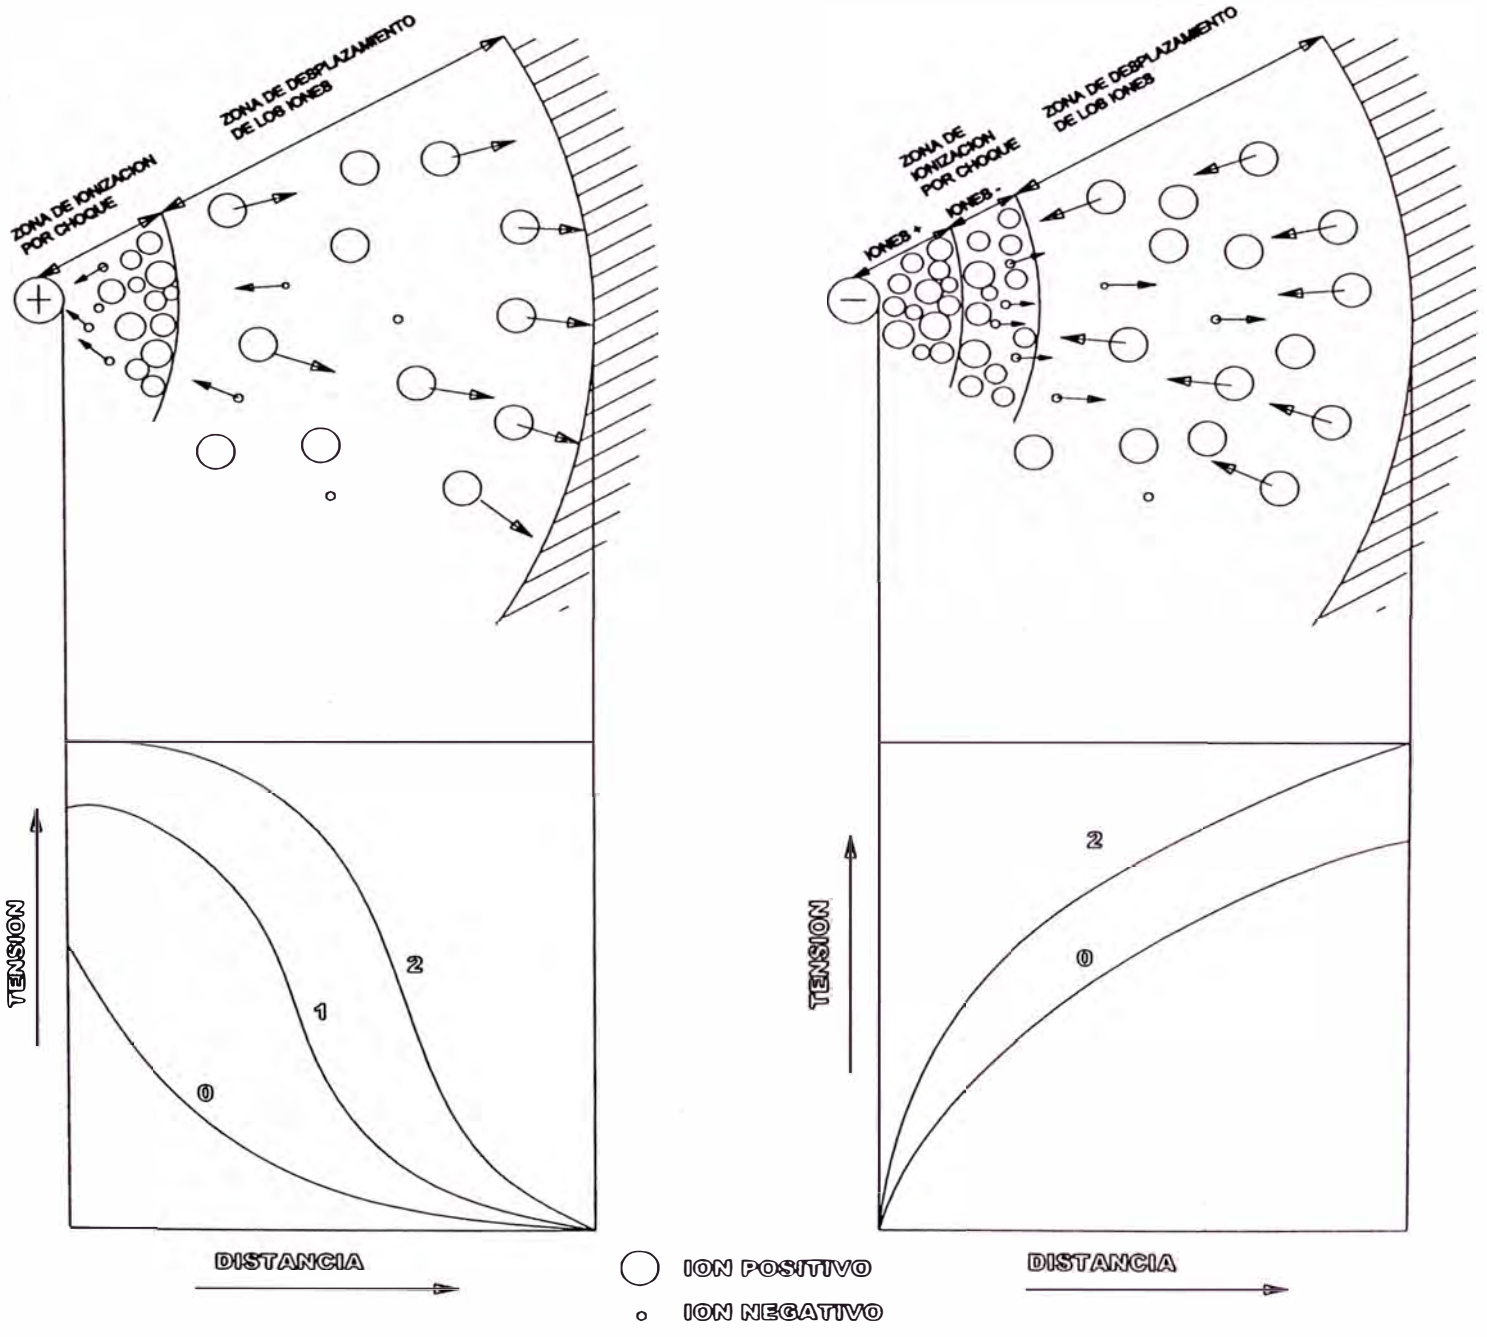 ZONA DE DESPLAZAMIENTO
DE LOS IONES
ZONA DE IONIZACION
POR CHOQUE
+
ZONA DE DESPLAZAMIENTO
DE LOS IONES
ZONA DE
IONIZACION
POR CHOQUE
IONES +
IONES -
−
TENSION
2
1
0
DISTANCIA
TENSION
2
0
DISTANCIA
ION POSITIVO
ION NEGATIVO